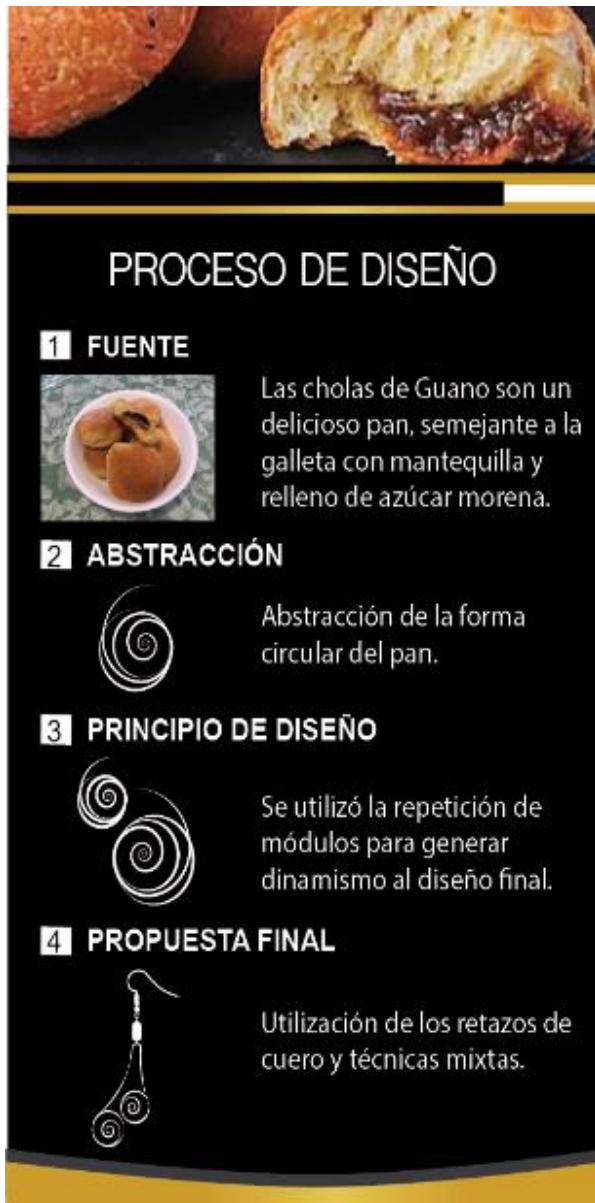 PROCESO DE DISEÑO
1 FUENTE
Las cholas de Guano son un
delicioso pan, semejante a la
galleta con mantequilla y
relleno de azúcar morena.
2 ABSTRACCIÓN
Abstracción de la forma
circular del pan.
3 PRINCIPIO DE DISEÑO
Se utilizó la repetición de
módulos para generar
dinamismo al diseño final.
4 PROPUESTA FINAL
Utilización de los retazos de
cuero y técnicas mixtas.